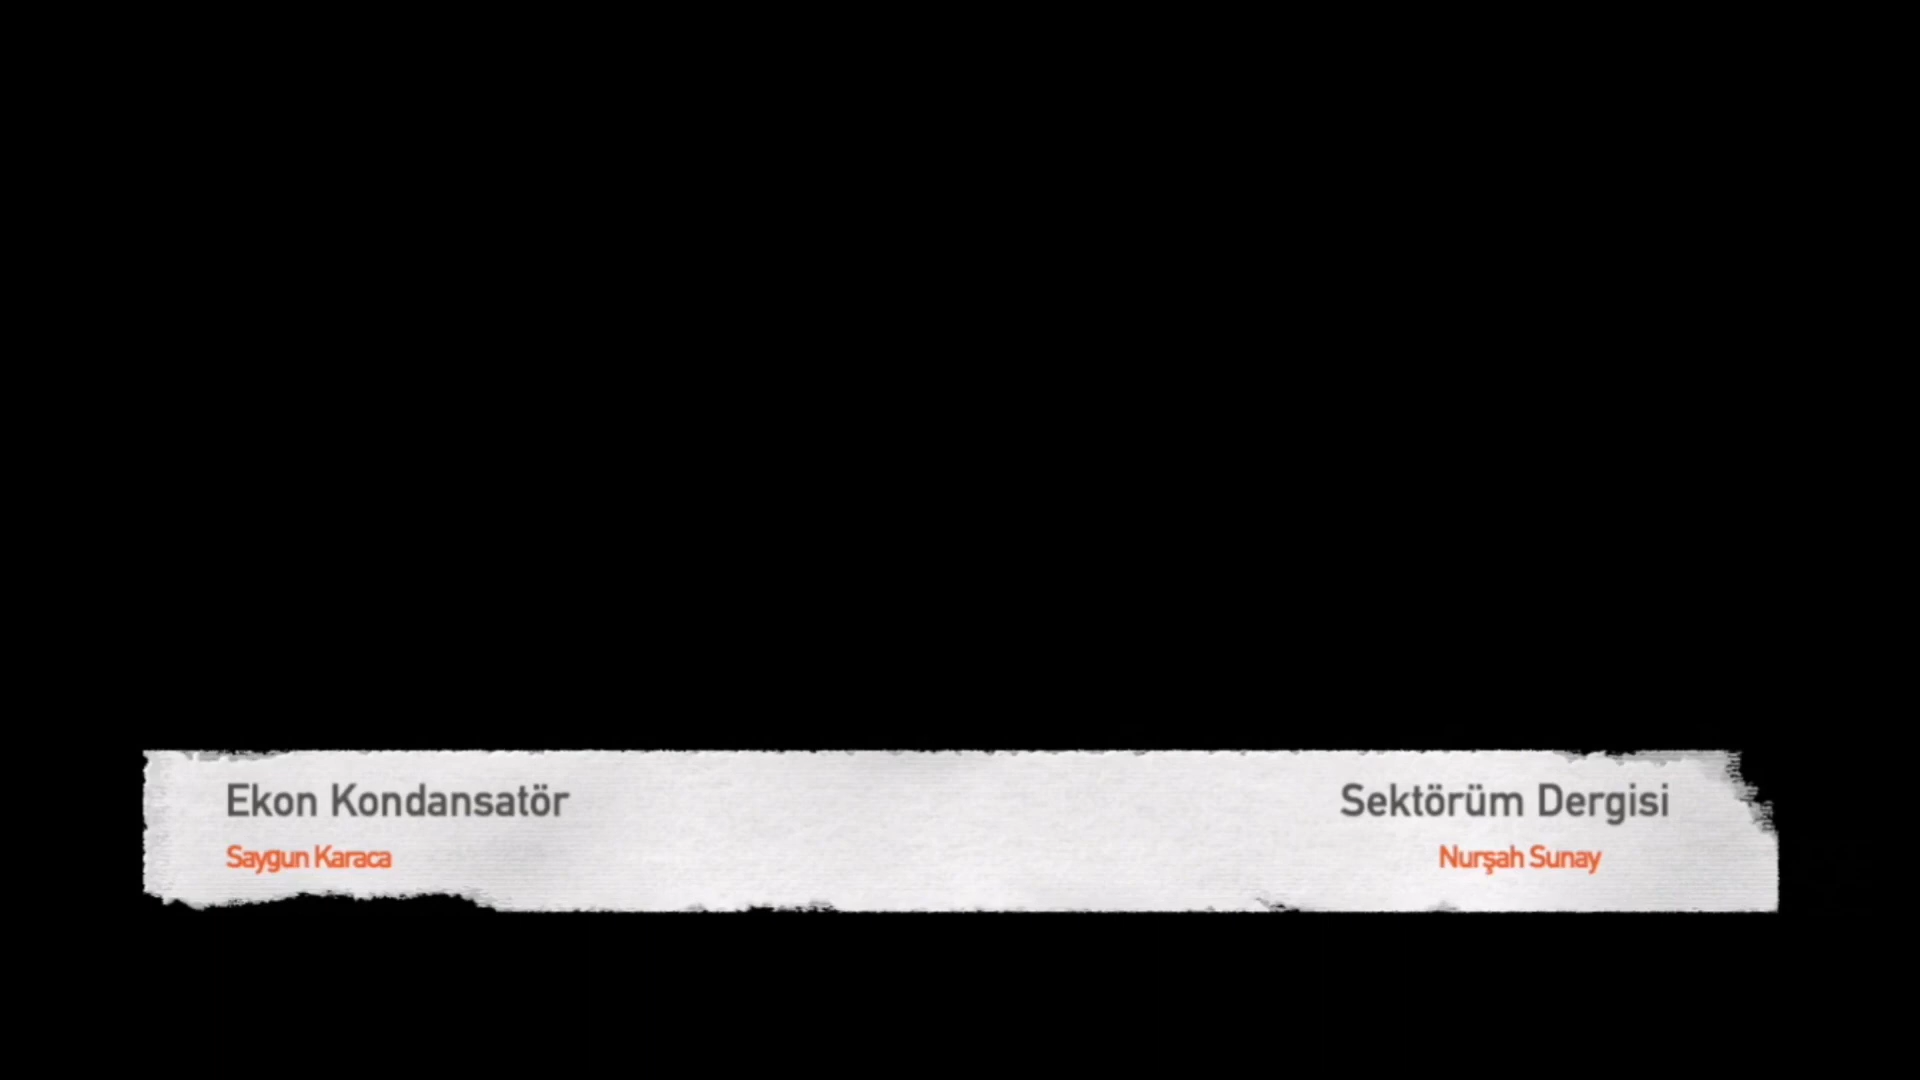 Ekon Kondansatör
Saygun Karaca
Sektörüm Dergisi
Nurşah Sunay